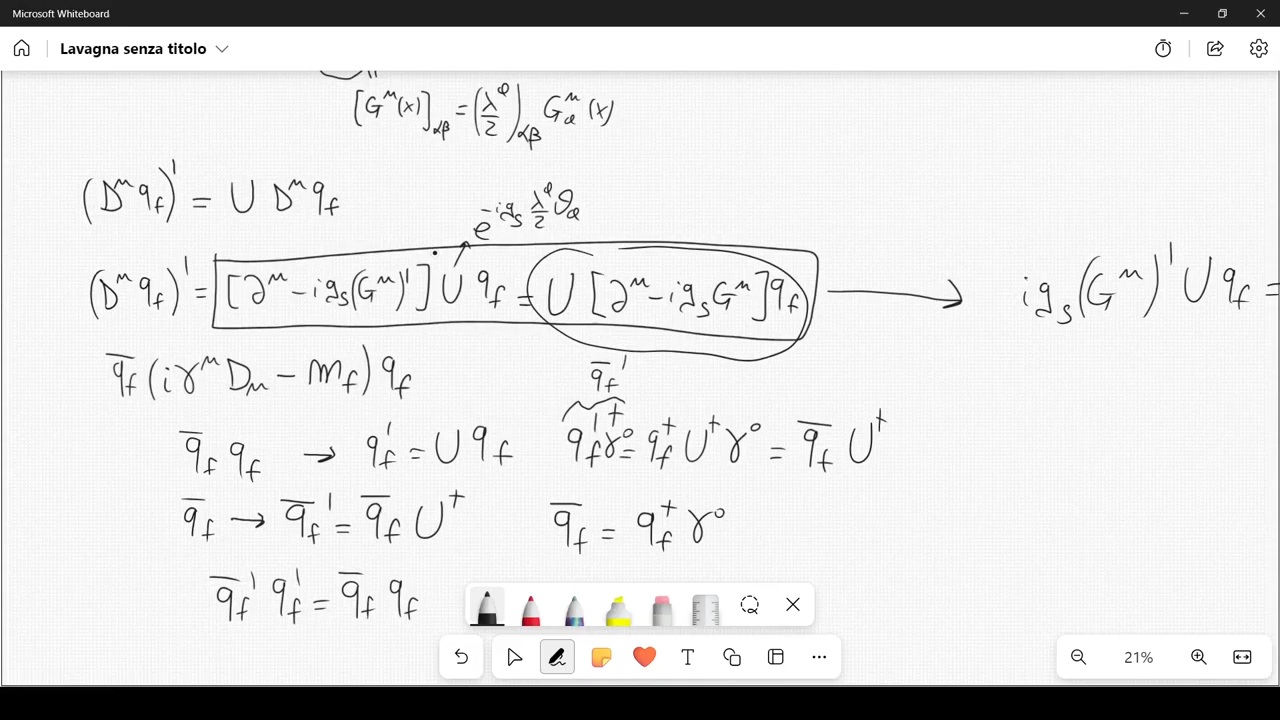 Microsoft Whiteboard
Lavagna senza titolo
[G^μ(x)]_αβ = (λ^a/2)_αβ G^μ_a (x)
(D^μ q_f)' = U D^μ q_f
e^{-ig_s λ^a/2 θ_a}
(D^μ q_f)' = [∂^μ - ig_s (G^μ)'] U q_f = U [∂^μ - ig_s G^μ] q_f → ig_s (G^μ)' U q_f =
q̄_f (iγ^μ D_μ - m_f) q_f
q̄_f'
q̄_f q_f → q_f' = U q_f q_f'^† γ^0 = q_f^† U^† γ^0 = q̄_f U^†
q̄_f → q̄_f' = q̄_f U^† q̄_f = q_f^† γ^0
q̄_f' q_f' = q̄_f q_f
21%